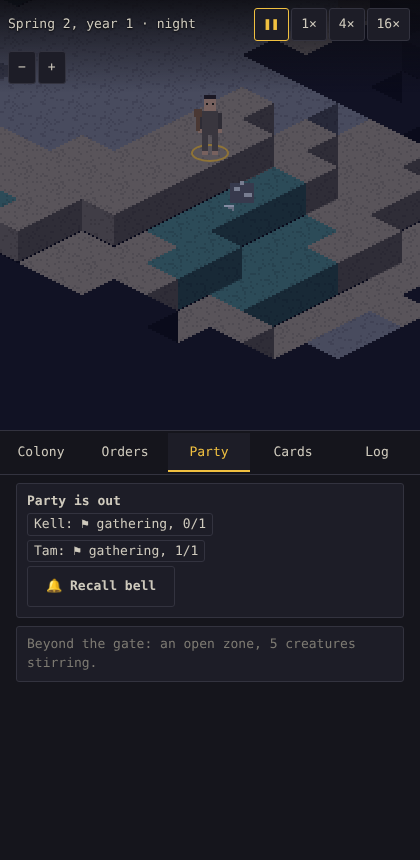 Spring 2, year 1 · night
❚❚ 1× 4× 16×
− +
Colony Orders Party Cards Log
Party is out
Kell: ⚑ gathering, 0/1
Tam: ⚑ gathering, 1/1
🔔 Recall bell
Beyond the gate: an open zone, 5 creatures
stirring.